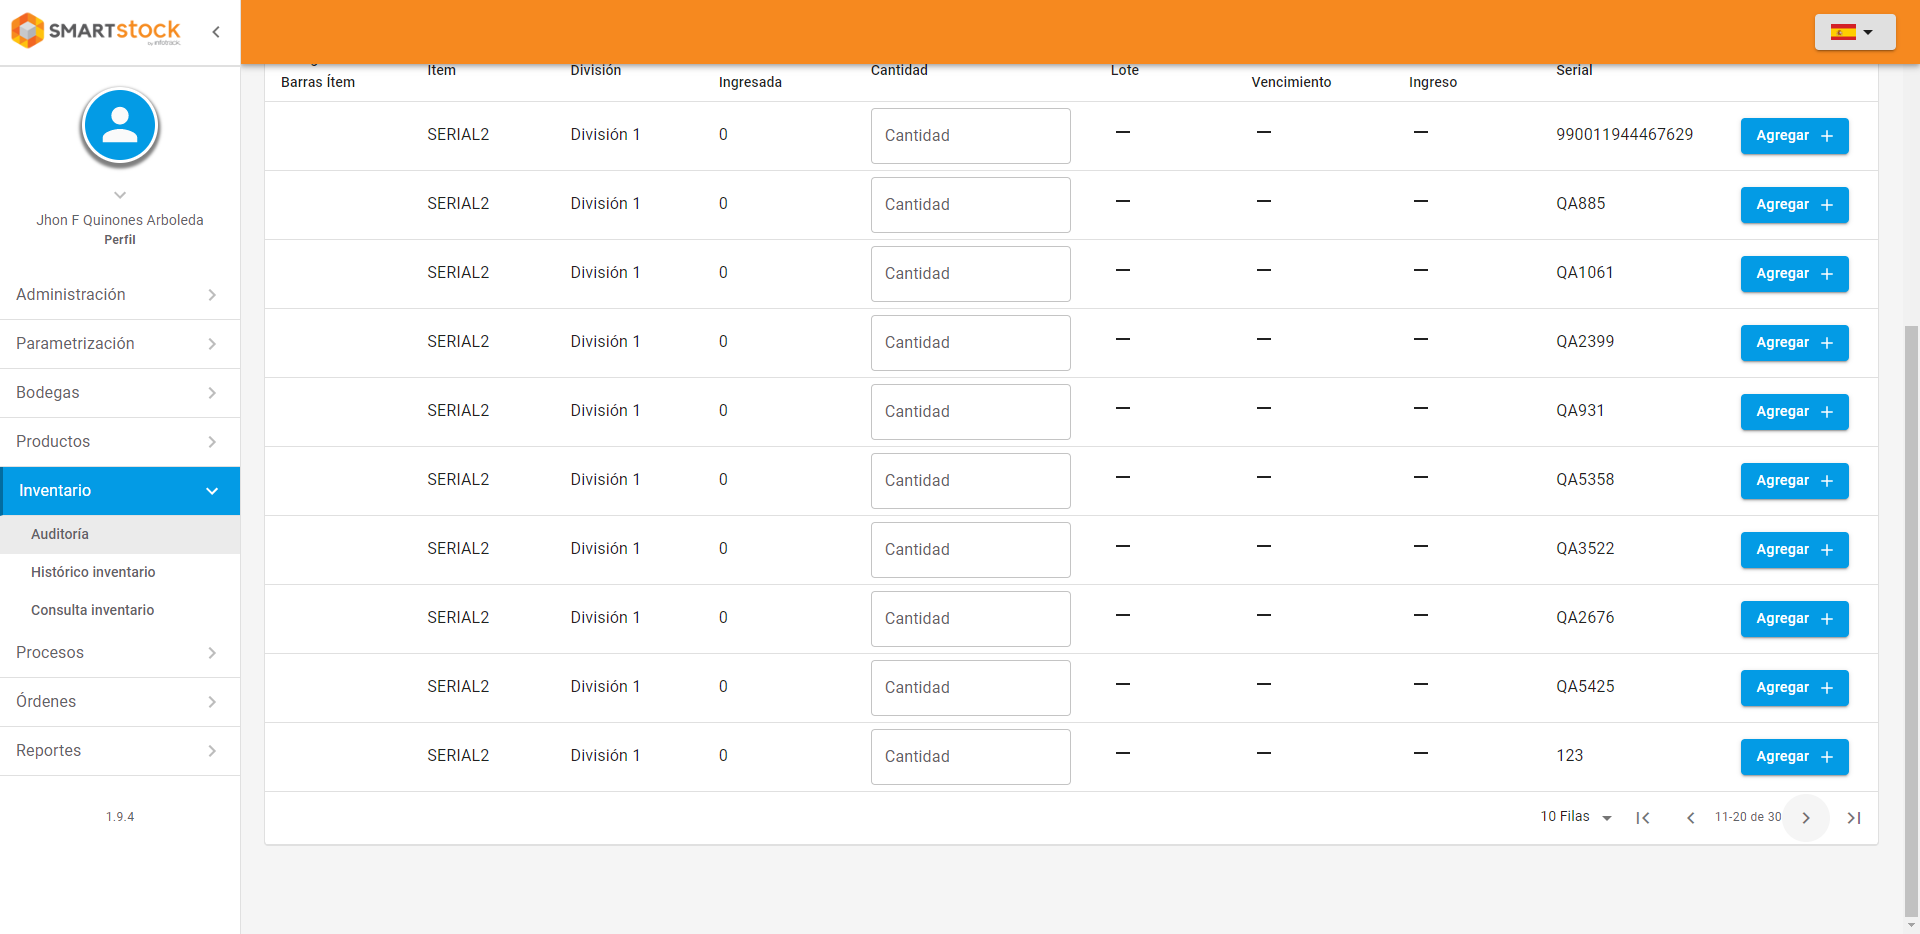 SMARTstock
by infotrack
Jhon F Quinones Arboleda
Perfil
Administración
Parametrización
Bodegas
Productos
Inventario
Auditoría
Histórico inventario
Consulta inventario
Procesos
Órdenes
Reportes
1.9.4
Barras Ítem Ítem División Ingresada Cantidad Lote Vencimiento Ingreso Serial
SERIAL2 División 1 0 Cantidad — — — 990011944467629 Agregar +
SERIAL2 División 1 0 Cantidad — — — QA885 Agregar +
SERIAL2 División 1 0 Cantidad — — — QA1061 Agregar +
SERIAL2 División 1 0 Cantidad — — — QA2399 Agregar +
SERIAL2 División 1 0 Cantidad — — — QA931 Agregar +
SERIAL2 División 1 0 Cantidad — — — QA5358 Agregar +
SERIAL2 División 1 0 Cantidad — — — QA3522 Agregar +
SERIAL2 División 1 0 Cantidad — — — QA2676 Agregar +
SERIAL2 División 1 0 Cantidad — — — QA5425 Agregar +
SERIAL2 División 1 0 Cantidad — — — 123 Agregar +
10 Filas 11-20 de 30